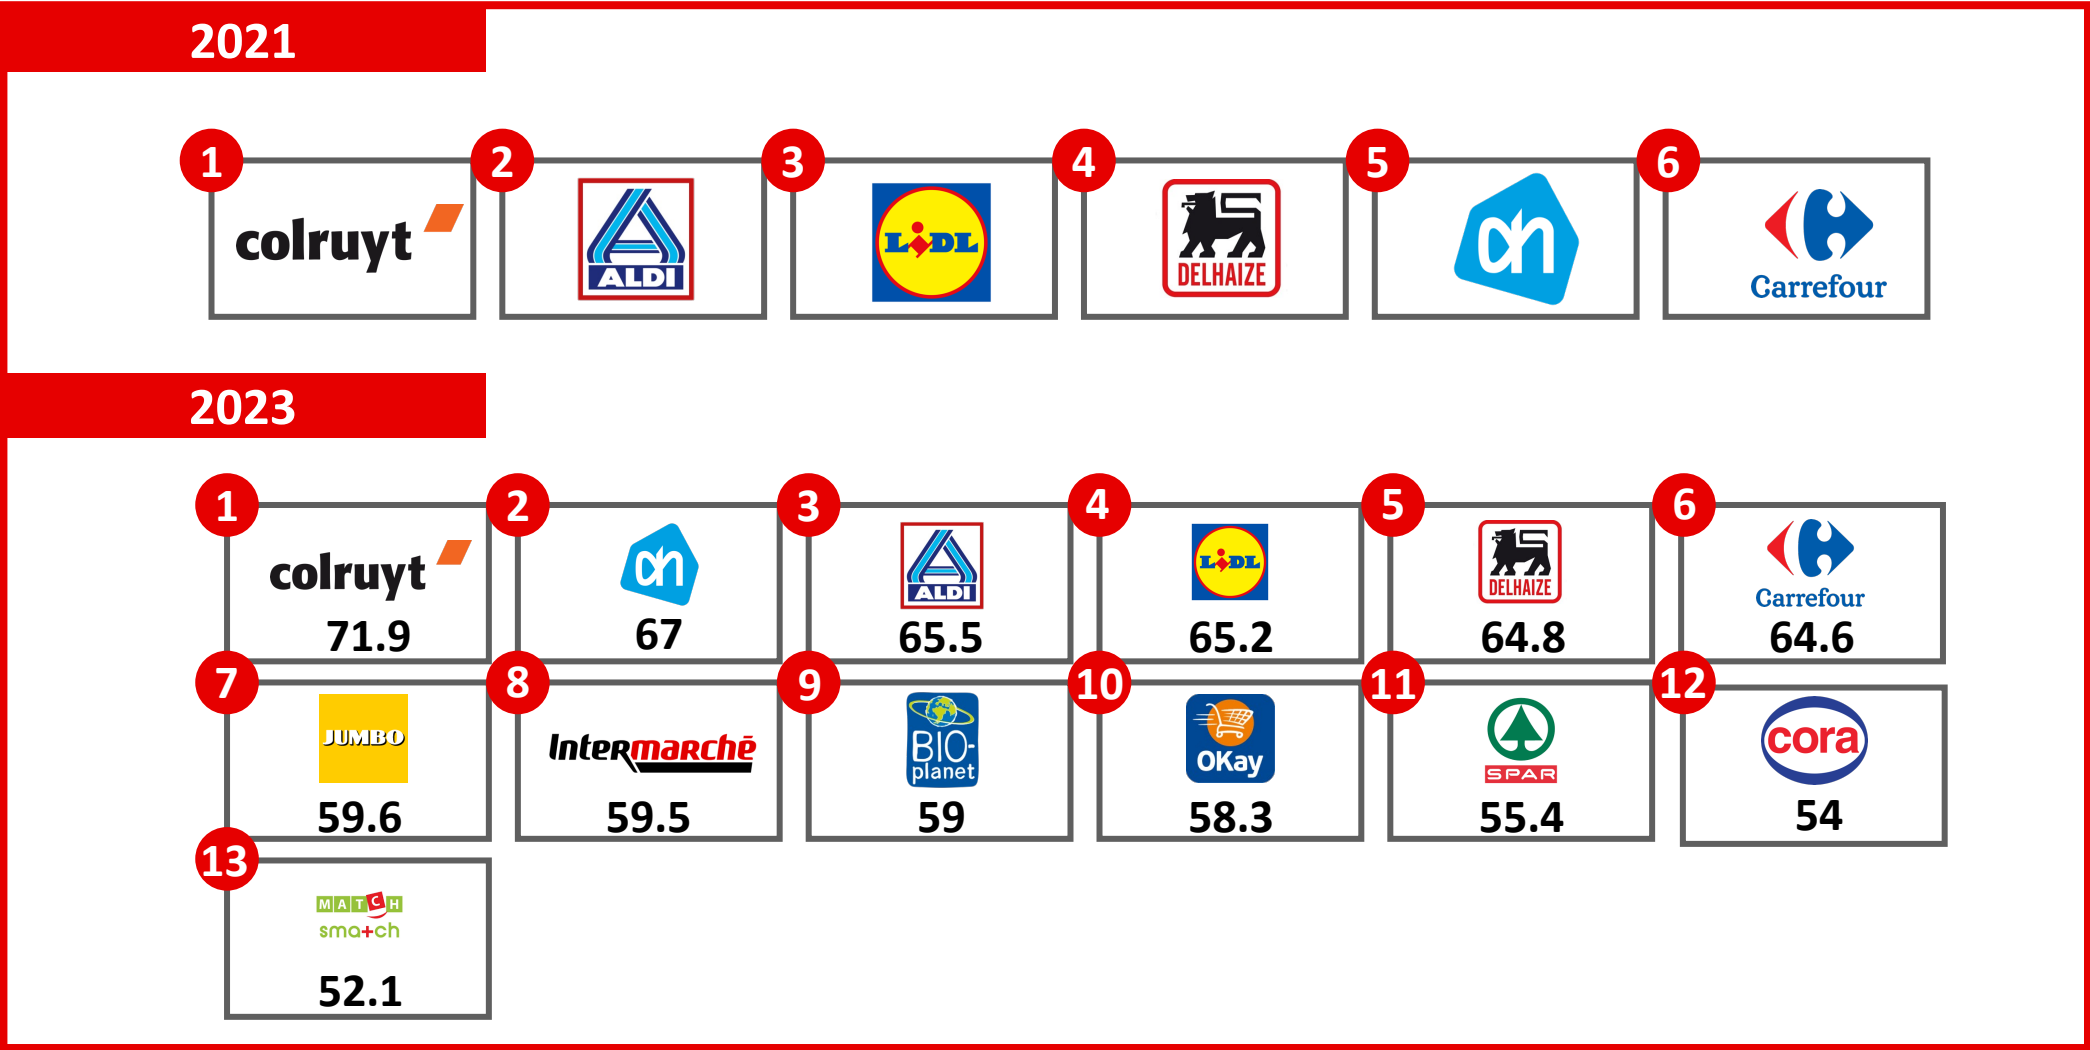 2021
1
2
3
4
5
6
colruyt
ALDI
LIDL
DELHAIZE
ah
Carrefour
2023
1
2
3
4
5
6
colruyt
ah
ALDI
LIDL
DELHAIZE
Carrefour
71.9
67
65.5
65.2
64.8
64.6
7
8
9
10
11
12
JUMBO
Intermarchē
BIO-
planet
OKay
SPAR
cora
59.6
59.5
59
58.3
55.4
54
13
MATCH
smatch
52.1